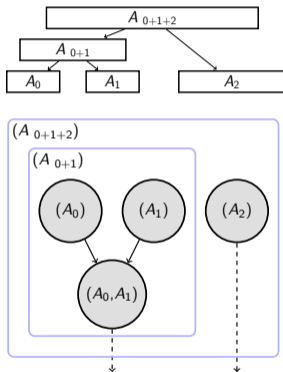 A 0+1+2
A 0+1
A0 A1 A2
(A 0+1+2)
(A 0+1)
(A0) (A1) (A2)
(A0,A1)